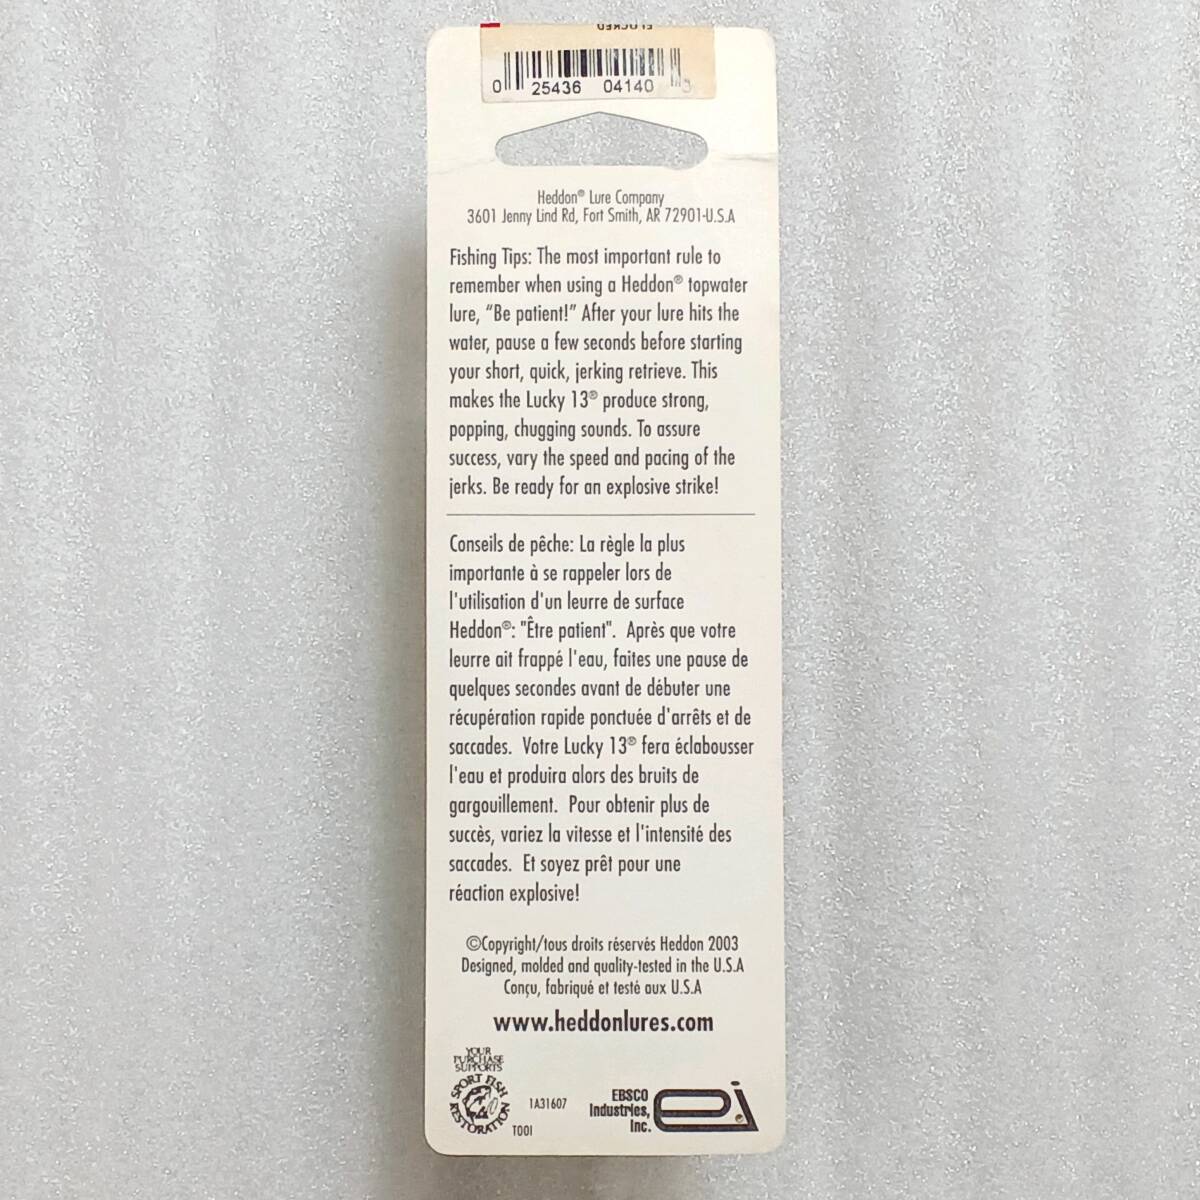 FLOCKED
0 25436 04140 3
Heddon® Lure Company
3601 Jenny Lind Rd, Fort Smith, AR 72901-U.S.A
Fishing Tips: The most important rule to
remember when using a Heddon® topwater
lure, “Be patient!” After your lure hits the
water, pause a few seconds before starting
your short, quick, jerking retrieve. This
makes the Lucky 13® produce strong,
popping, chugging sounds. To assure
success, vary the speed and pacing of the
jerks. Be ready for an explosive strike!
Conseils de pêche: La règle la plus
importante à se rappeler lors de
l'utilisation d'un leurre de surface
Heddon®: "Être patient". Après que votre
leurre ait frappé l'eau, faites une pause de
quelques secondes avant de débuter une
récupération rapide ponctuée d'arrêts et de
saccades. Votre Lucky 13® fera éclabousser
l'eau et produira alors des bruits de
gargouillement. Pour obtenir plus de
succès, variez la vitesse et l'intensité des
saccades. Et soyez prêt pour une
réaction explosive!
©Copyright/tous droits réservés Heddon 2003
Designed, molded and quality-tested in the U.S.A
Conçu, fabriqué et testé aux U.S.A
www.heddonlures.com
YOUR
PURCHASE
SUPPORTS
SPORT FISH
RESTORATION
TOOI
1A31607
EBSCO
Industries,
Inc.
ei